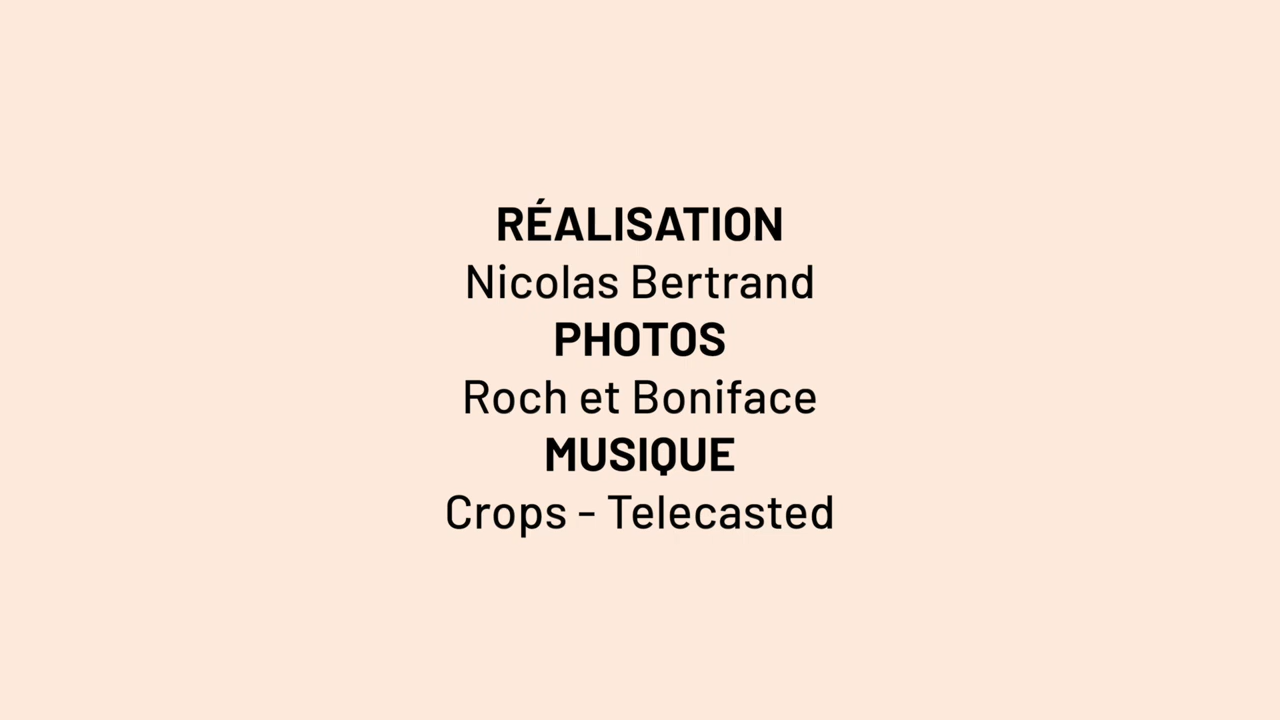 RÉALISATION
Nicolas Bertrand
PHOTOS
Roch et Boniface
MUSIQUE
Crops - Telecasted